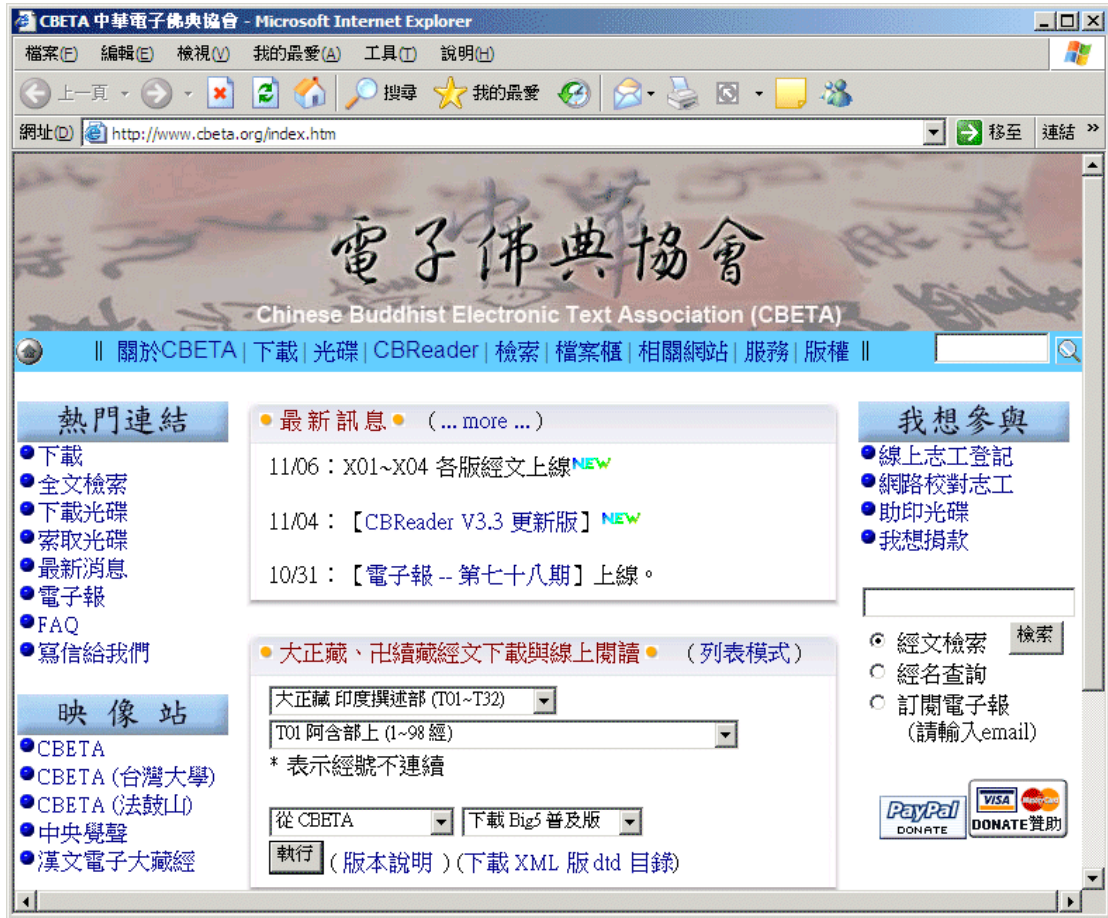 CBETA 中華電子佛典協會 - Microsoft Internet Explorer
檔案(F) 編輯(E) 檢視(V) 我的最愛(A) 工具(T) 說明(H)
上一頁 搜尋 我的最愛
網址(D) http://www.cbeta.org/index.htm 移至 連結 »
電子佛典協會
Chinese Buddhist Electronic Text Association (CBETA)
|| 關於CBETA | 下載 | 光碟 | CBReader | 檢索 | 檔案櫃 | 相關網站 | 服務 | 版權 ||
熱門連結
下載
全文檢索
下載光碟
索取光碟
最新消息
電子報
FAQ
寫信給我們
映像站
CBETA
CBETA (台灣大學)
CBETA (法鼓山)
中央覺聲
漢文電子大藏經
最新訊息 (... more ...)
11/06：X01~X04 各版經文上線NEW
11/04：【CBReader V3.3 更新版】NEW
10/31：【電子報 -- 第七十八期】上線。
大正藏、卍續藏經文下載與線上閱讀 (列表模式)
大正藏 印度撰述部 (T01~T32)
T01 阿含部上 (1~98 經)
* 表示經號不連續
從 CBETA 下載 Big5 普及版
執行 ( 版本說明 ) (下載 XML 版 dtd 目錄)
我想參與
線上志工登記
網路校對志工
助印光碟
我想捐款
經文檢索 檢索
經名查詢
訂閱電子報
(請輸入email)
PayPal
DONATE
VISA MasterCard
DONATE贊助